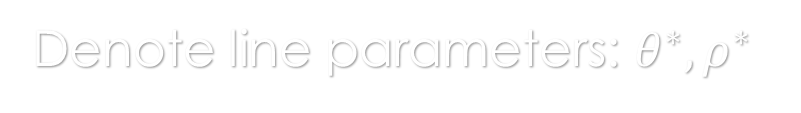 Denote line parameters: θ*, ρ*